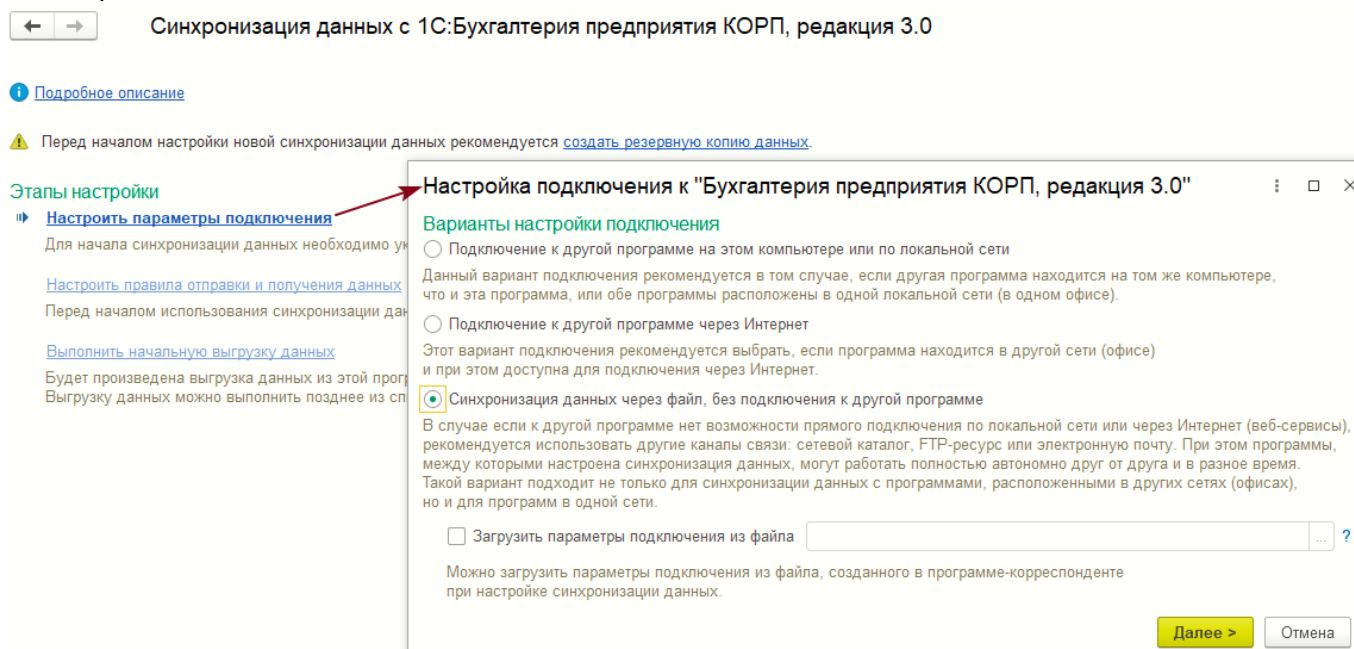 Синхронизация данных с 1С:Бухгалтерия предприятия КОРП, редакция 3.0
Подробное описание
Перед началом настройки новой синхронизации данных рекомендуется создать резервную копию данных.
Этапы настройки
Настроить параметры подключения
Для начала синхронизации данных необходимо ук
Настроить правила отправки и получения данных
Перед началом использования синхронизации дан
Выполнить начальную выгрузку данных
Будет произведена выгрузка данных из этой прогр
Выгрузку данных можно выполнить позднее из сп
Настройка подключения к "Бухгалтерия предприятия КОРП, редакция 3.0"
Варианты настройки подключения
Подключение к другой программе на этом компьютере или по локальной сети
Данный вариант подключения рекомендуется в том случае, если другая программа находится на том же компьютере,
что и эта программа, или обе программы расположены в одной локальной сети (в одном офисе).
Подключение к другой программе через Интернет
Этот вариант подключения рекомендуется выбрать, если программа находится в другой сети (офисе)
и при этом доступна для подключения через Интернет.
Синхронизация данных через файл, без подключения к другой программе
В случае если к другой программе нет возможности прямого подключения по локальной сети или через Интернет (веб-сервисы),
рекомендуется использовать другие каналы связи: сетевой каталог, FTP-ресурс или электронную почту. При этом программы,
между которыми настроена синхронизация данных, могут работать полностью автономно друг от друга и в разное время.
Такой вариант подходит не только для синхронизации данных с программами, расположенными в других сетях (офисах),
но и для программ в одной сети.
Загрузить параметры подключения из файла ... ?
Можно загрузить параметры подключения из файла, созданного в программе-корреспонденте
при настройке синхронизации данных.
Далее > Отмена